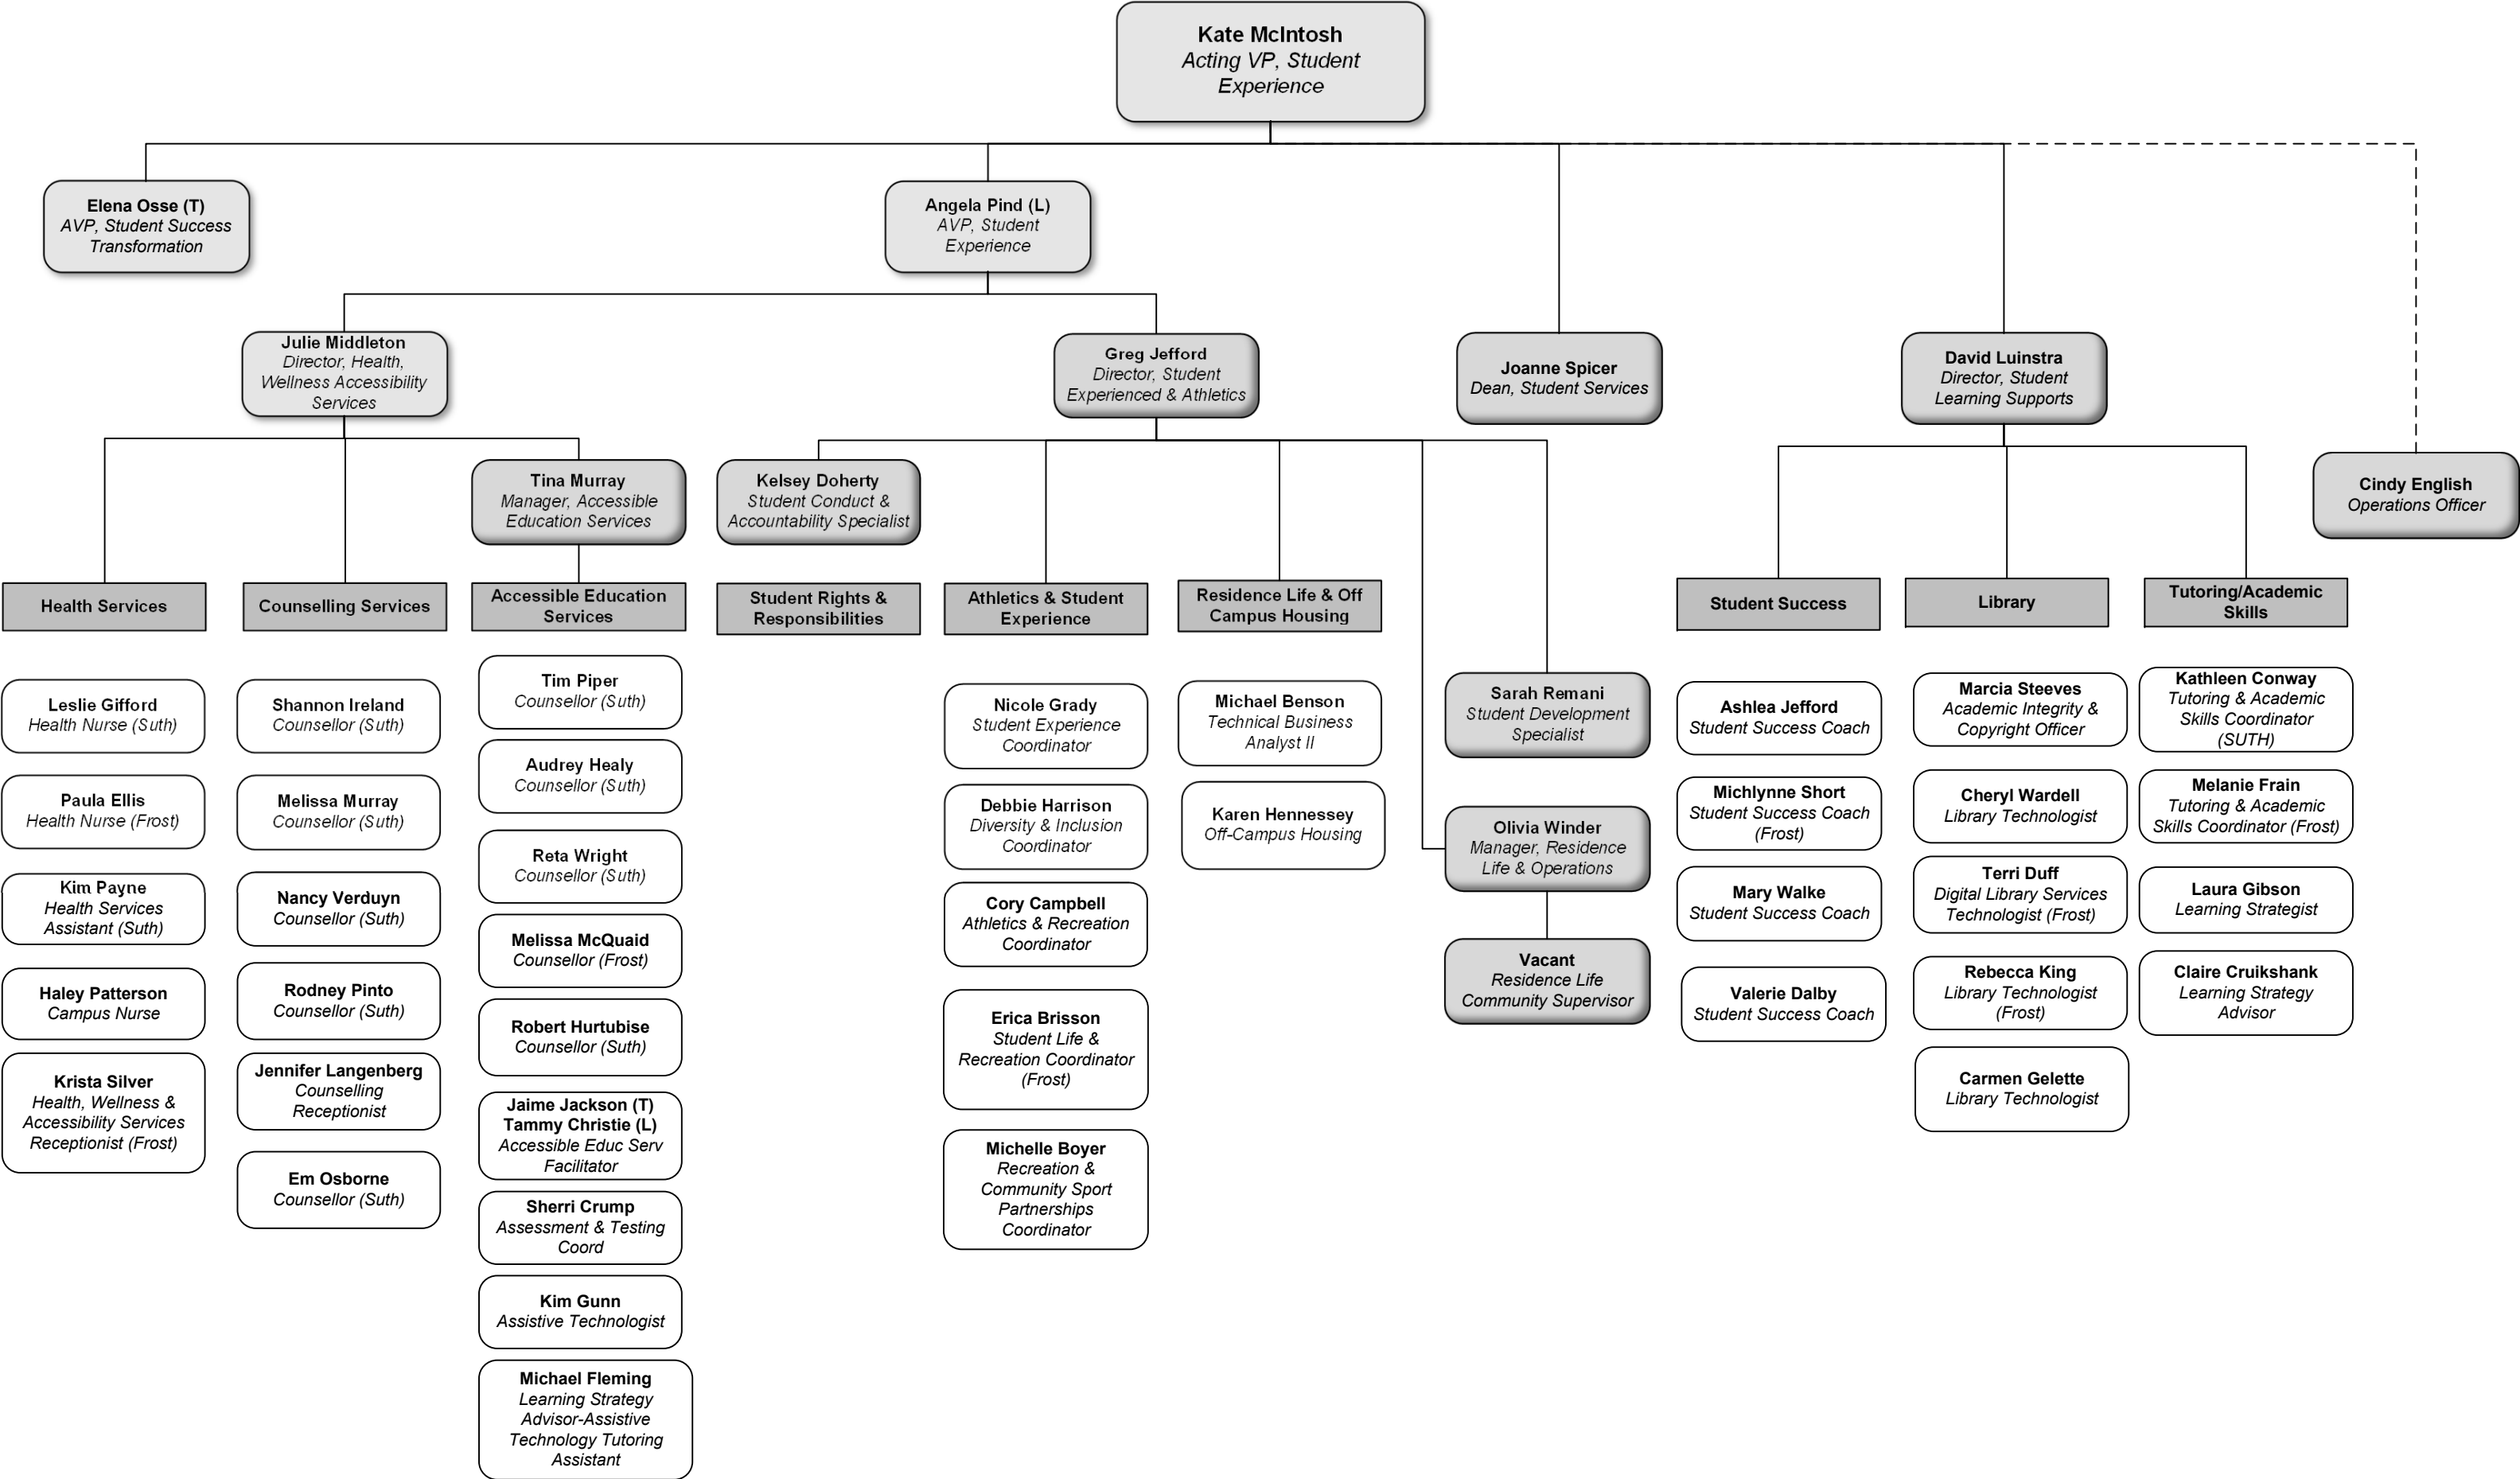 Kate McIntosh
Acting VP, Student
Experience
Elena Osse (T)
AVP, Student Success
Transformation
Angela Pind (L)
AVP, Student
Experience
Julie Middleton
Director, Health,
Wellness Accessibility
Services
Greg Jefford
Director, Student
Experienced & Athletics
Joanne Spicer
Dean, Student Services
David Luinstra
Director, Student
Learning Supports
Cindy English
Operations Officer
Tina Murray
Manager, Accessible
Education Services
Kelsey Doherty
Student Conduct &
Accountability Specialist
Health Services
Leslie Gifford
Health Nurse (Suth)
Paula Ellis
Health Nurse (Frost)
Kim Payne
Health Services
Assistant (Suth)
Haley Patterson
Campus Nurse
Krista Silver
Health, Wellness &
Accessibility Services
Receptionist (Frost)
Counselling Services
Shannon Ireland
Counsellor (Suth)
Melissa Murray
Counsellor (Suth)
Nancy Verduyn
Counsellor (Suth)
Rodney Pinto
Counsellor (Suth)
Jennifer Langenberg
Counselling
Receptionist
Em Osborne
Counsellor (Suth)
Accessible Education
Services
Tim Piper
Counsellor (Suth)
Audrey Healy
Counsellor (Suth)
Reta Wright
Counsellor (Suth)
Melissa McQuaid
Counsellor (Frost)
Robert Hurtubise
Counsellor (Suth)
Jaime Jackson (T)
Tammy Christie (L)
Accessible Educ Serv
Facilitator
Sherri Crump
Assessment & Testing
Coord
Kim Gunn
Assistive Technologist
Michael Fleming
Learning Strategy
Advisor-Assistive
Technology Tutoring
Assistant
Student Rights &
Responsibilities
Athletics & Student
Experience
Nicole Grady
Student Experience
Coordinator
Debbie Harrison
Diversity & Inclusion
Coordinator
Cory Campbell
Athletics & Recreation
Coordinator
Erica Brisson
Student Life &
Recreation Coordinator
(Frost)
Michelle Boyer
Recreation &
Community Sport
Partnerships
Coordinator
Residence Life & Off
Campus Housing
Michael Benson
Technical Business
Analyst II
Karen Hennessey
Off-Campus Housing
Sarah Remani
Student Development
Specialist
Olivia Winder
Manager, Residence
Life & Operations
Vacant
Residence Life
Community Supervisor
Student Success
Ashlea Jefford
Student Success Coach
Michlynne Short
Student Success Coach
(Frost)
Mary Walke
Student Success Coach
Valerie Dalby
Student Success Coach
Library
Marcia Steeves
Academic Integrity &
Copyright Officer
Cheryl Wardell
Library Technologist
Terri Duff
Digital Library Services
Technologist (Frost)
Rebecca King
Library Technologist
(Frost)
Carmen Gelette
Library Technologist
Tutoring/Academic
Skills
Kathleen Conway
Tutoring & Academic
Skills Coordinator
(SUTH)
Melanie Frain
Tutoring & Academic
Skills Coordinator (Frost)
Laura Gibson
Learning Strategist
Claire Cruikshank
Learning Strategy
Advisor